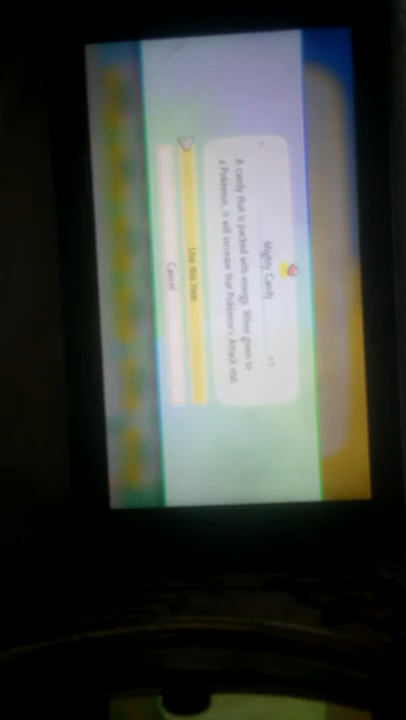 Mighty Candy
A candy that is packed with energy. When given to
a Pokémon, it will increase that Pokémon's Attack stat.
Use this item
Cancel